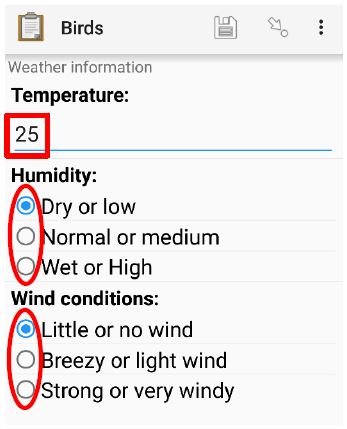 Birds
Weather information
Temperature:
25
Humidity:
Dry or low
Normal or medium
Wet or High
Wind conditions:
Little or no wind
Breezy or light wind
Strong or very windy